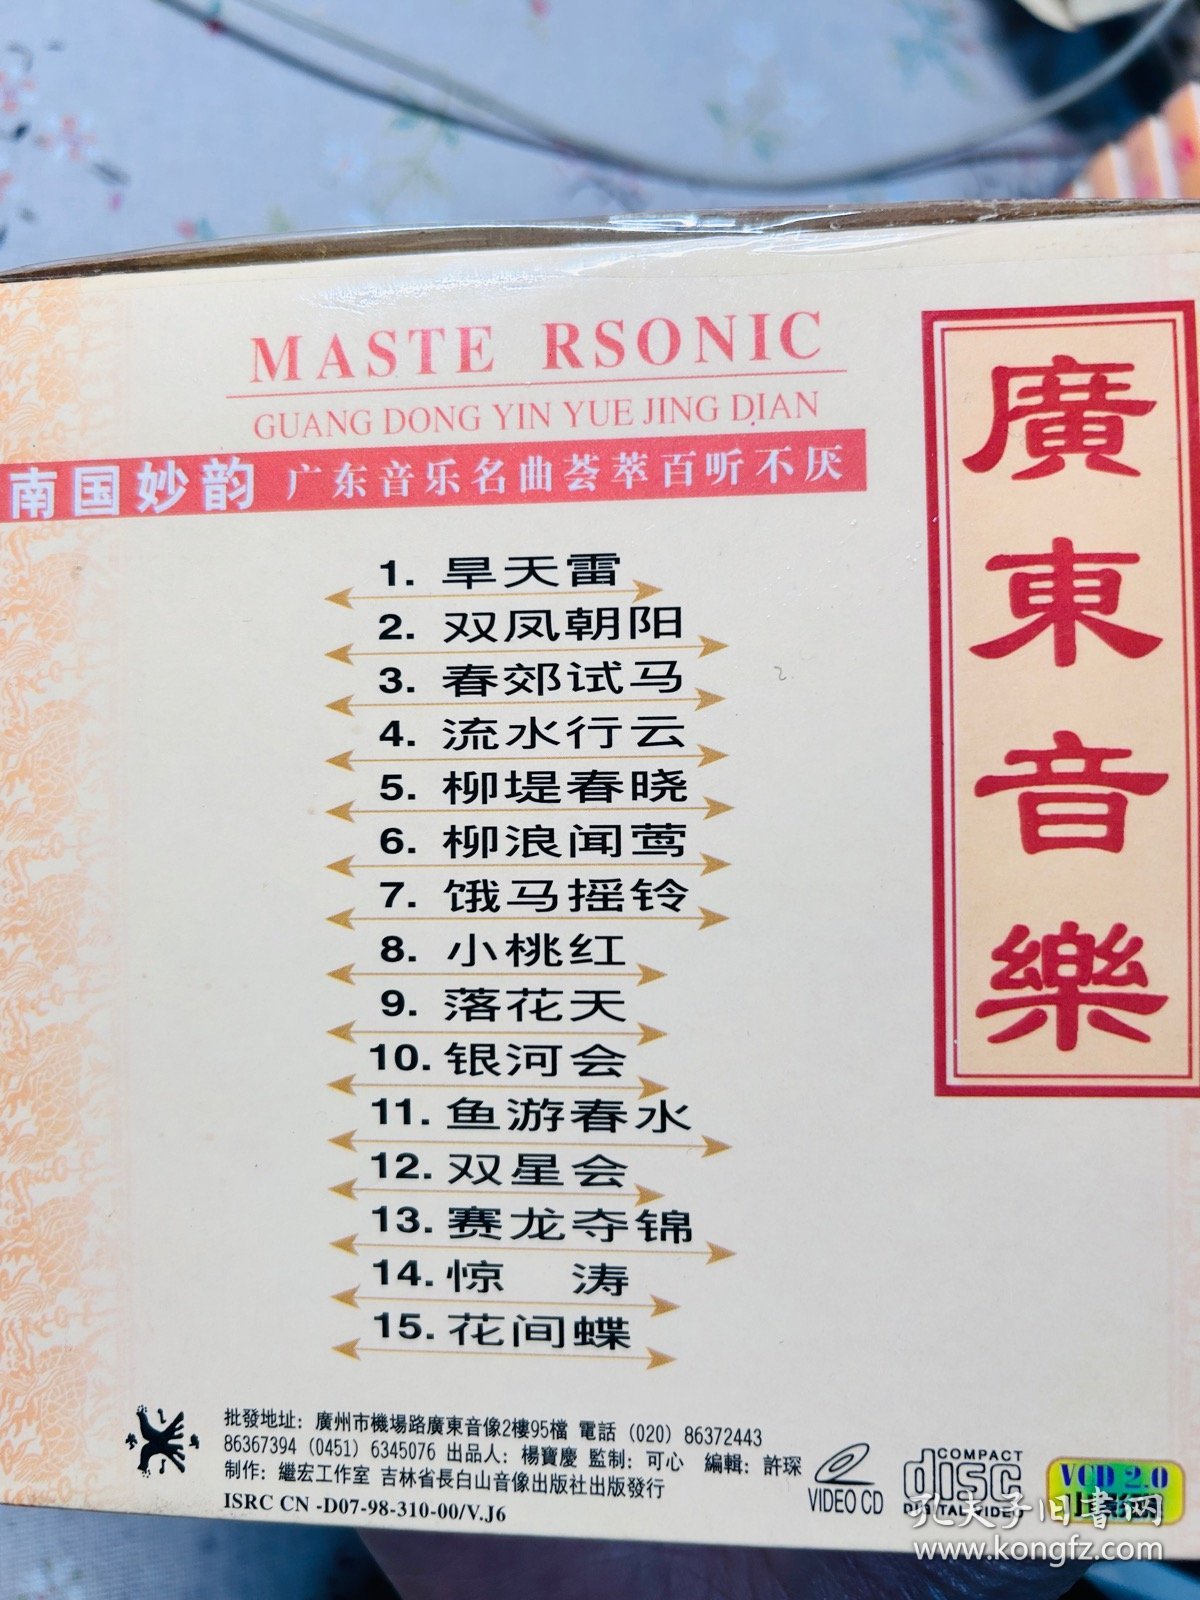 MASTE RSONIC
GUANG DONG YIN YUE JING DIAN
南国妙韵 广东音乐名曲荟萃百听不厌
廣東音樂
1. 旱天雷
2. 双凤朝阳
3. 春郊试马
4. 流水行云
5. 柳堤春晓
6. 柳浪闻莺
7. 饿马摇铃
8. 小桃红
9. 落花天
10. 银河会
11. 鱼游春水
12. 双星会
13. 赛龙夺锦
14. 惊 涛
15. 花间蝶
批發地址：廣州市機場路廣東音像2樓95檔 電話 (020) 86372443
86367394 (0451) 6345076 出品人：楊寶慶 監制：可心 編輯：許琛
制作：繼宏工作室 吉林省長白山音像出版社出版發行
ISRC CN -D07-98-310-00/V.J6
VIDEO CD
COMPACT
disc
DIGITAL VIDEO
VCD 2.0
孔夫子旧书网
www.kongfz.com